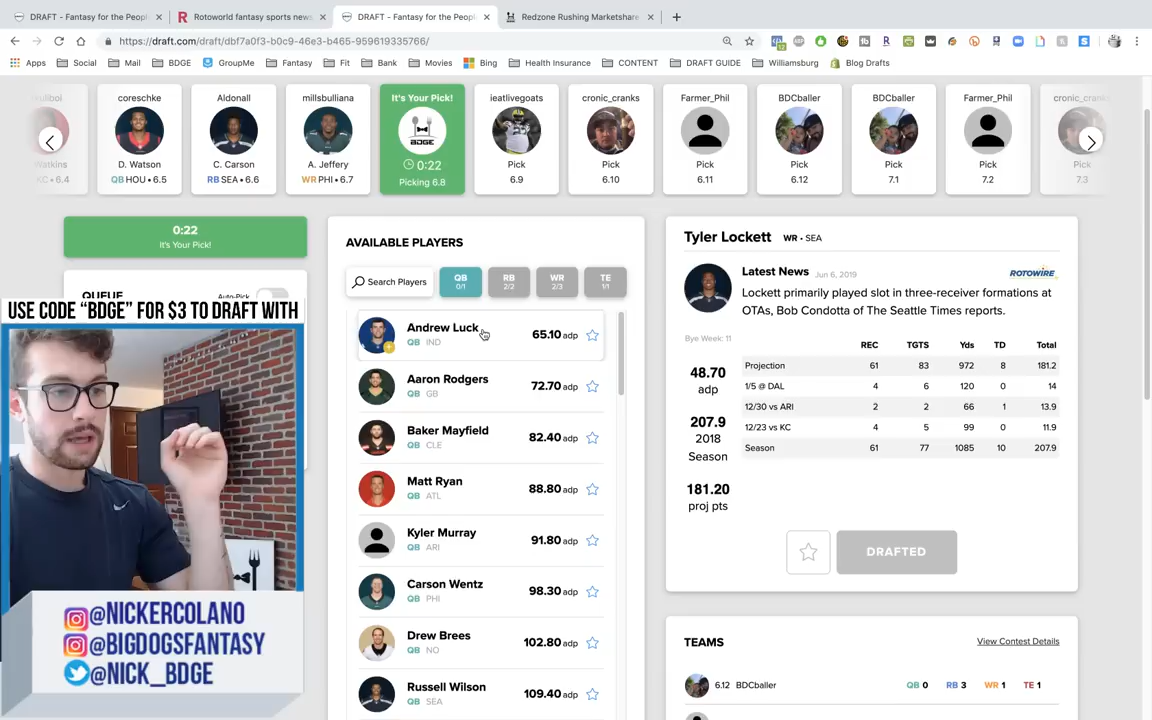 DRAFT - Fantasy for the Peopl
Rotoworld fantasy sports news
DRAFT - Fantasy for the Peopl
Redzone Rushing Marketshare
https://draft.com/draft/dbf7a0f3-b0c9-46e3-b465-959619335766/
Apps Social Mail BDGE GroupMe Fantasy Fit Bank Movies Bing Health Insurance CONTENT DRAFT GUIDE Williamsburg Blog Drafts
coreschke Aldonall millsbulliana It's Your Pick! ieatlivegoats cronic_cranks Farmer_Phil BDCballer BDCballer Farmer_Phil cronic_cranks
BDGE
Watkins D. Watson C. Carson A. Jeffery 0:22 Pick Pick Pick Pick Pick Pick Pick
KC • 6.4 QB HOU • 6.5 RB SEA • 6.6 WR PHI • 6.7 Picking 6.8 6.9 6.10 6.11 6.12 7.1 7.2 7.3
0:22
It's Your Pick!
QUEUE Auto-Pick
USE CODE "BDGE" FOR $3 TO DRAFT WITH
@NICKERCOLANO
@BIGDOGSFANTASY
@NICK_BDGE
AVAILABLE PLAYERS
Search Players
QB 0/1
RB 2/2
WR 2/3
TE 1/1
Andrew Luck 65.10 adp
QB IND
Aaron Rodgers 72.70 adp
QB GB
Baker Mayfield 82.40 adp
QB CLE
Matt Ryan 88.80 adp
QB ATL
Kyler Murray 91.80 adp
QB ARI
Carson Wentz 98.30 adp
QB PHI
Drew Brees 102.80 adp
QB NO
Russell Wilson 109.40 adp
QB SEA
Tyler Lockett WR • SEA
Latest News Jun 6, 2019 ROTOWIRE
Lockett primarily played slot in three-receiver formations at
OTAs, Bob Condotta of The Seattle Times reports.
Bye Week: 11
48.70
adp
207.9
2018
Season
181.20
proj pts
REC TGTS Yds TD Total
Projection 61 83 972 8 181.2
1/5 @ DAL 4 6 120 0 14
12/30 vs ARI 2 2 66 1 13.9
12/23 vs KC 4 5 99 0 11.9
Season 61 77 1085 10 207.9
DRAFTED
TEAMS View Contest Details
6.12 BDCballer QB 0 RB 3 WR 1 TE 1